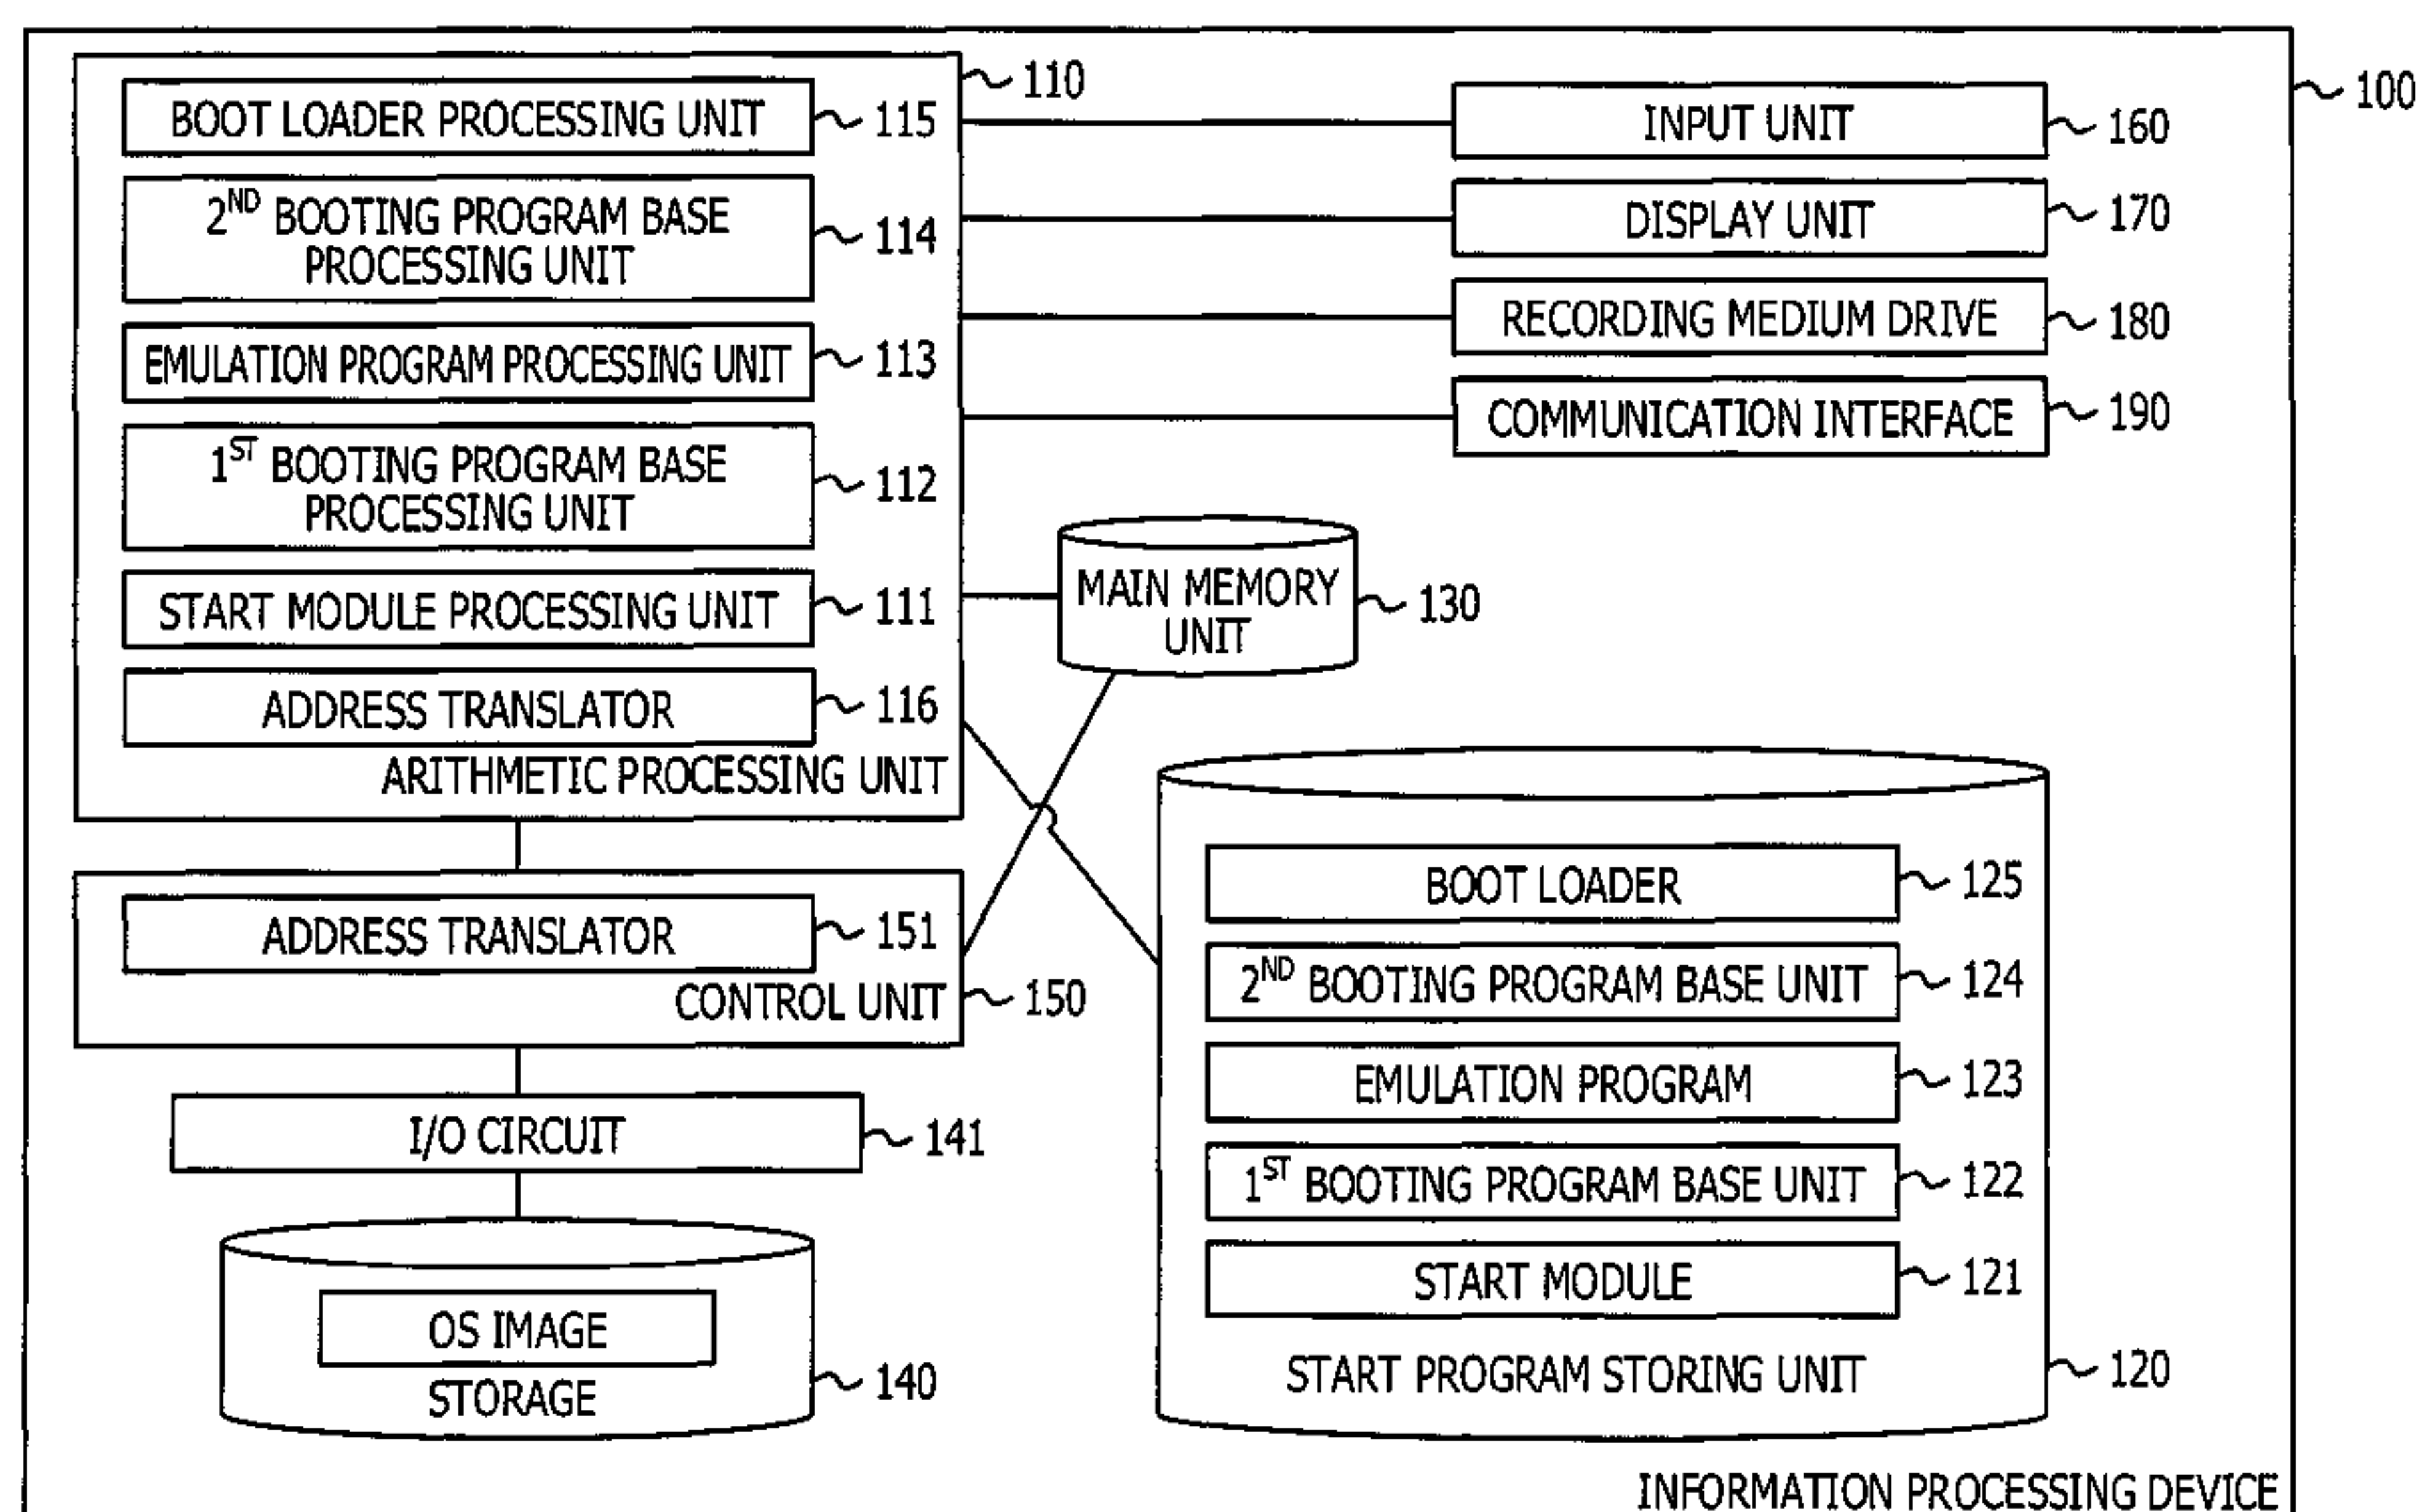 110
BOOT LOADER PROCESSING UNIT 115
2ND BOOTING PROGRAM BASE
PROCESSING UNIT
114
EMULATION PROGRAM PROCESSING UNIT 113
1ST BOOTING PROGRAM BASE
PROCESSING UNIT
112
START MODULE PROCESSING UNIT 111
ADDRESS TRANSLATOR 116
ARITHMETIC PROCESSING UNIT
INPUT UNIT 160
100
DISPLAY UNIT 170
RECORDING MEDIUM DRIVE 180
COMMUNICATION INTERFACE 190
MAIN MEMORY
UNIT
130
ADDRESS TRANSLATOR 151
CONTROL UNIT 150
I/O CIRCUIT 141
OS IMAGE
STORAGE
140
BOOT LOADER 125
2ND BOOTING PROGRAM BASE UNIT 124
EMULATION PROGRAM 123
1ST BOOTING PROGRAM BASE UNIT 122
START MODULE 121
START PROGRAM STORING UNIT 120
INFORMATION PROCESSING DEVICE